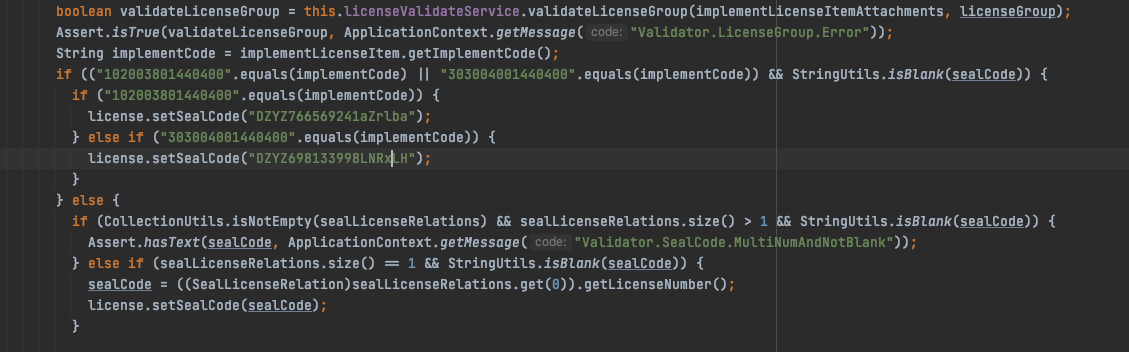 boolean validateLicenseGroup = this.licenseValidateService.validateLicenseGroup(implementLicenseItemAttachments, licenseGroup);
Assert.isTrue(validateLicenseGroup, ApplicationContext.getMessage( code: "Validator.LicenseGroup.Error"));
String implementCode = implementLicenseItem.getImplementCode();
if (("102003801440400".equals(implementCode) || "303004001440400".equals(implementCode)) && StringUtils.isBlank(sealCode)) {
if ("102003801440400".equals(implementCode)) {
license.setSealCode("DZYZ766569241aZrlba");
} else if ("303004001440400".equals(implementCode)) {
license.setSealCode("DZYZ698133998LNRxLH");
}
} else {
if (CollectionUtils.isNotEmpty(sealLicenseRelations) && sealLicenseRelations.size() > 1 && StringUtils.isBlank(sealCode)) {
Assert.hasText(sealCode, ApplicationContext.getMessage( code: "Validator.SealCode.MultiNumAndNotBlank"));
} else if (sealLicenseRelations.size() == 1 && StringUtils.isBlank(sealCode)) {
sealCode = ((SealLicenseRelation)sealLicenseRelations.get(0)).getLicenseNumber();
license.setSealCode(sealCode);
}